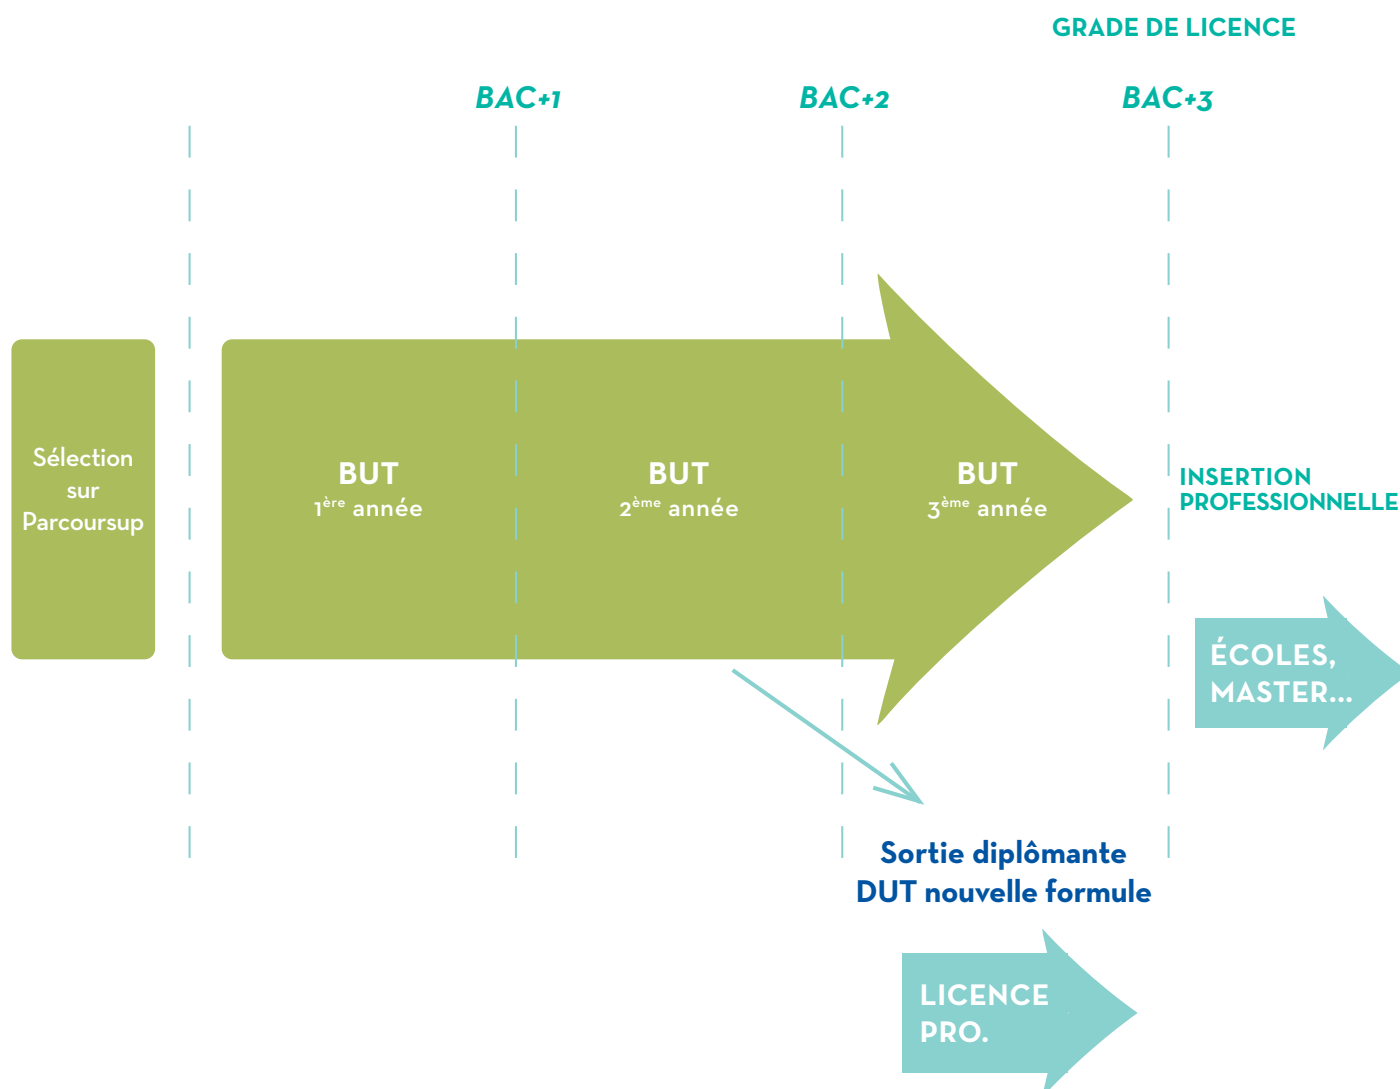 GRADE DE LICENCE
BAC+1
BAC+2
BAC+3
Sélection
sur
Parcoursup
BUT
1ère année
BUT
2ème année
BUT
3ème année
INSERTION
PROFESSIONNELLE
ÉCOLES,
MASTER...
Sortie diplômante
DUT nouvelle formule
LICENCE
PRO.